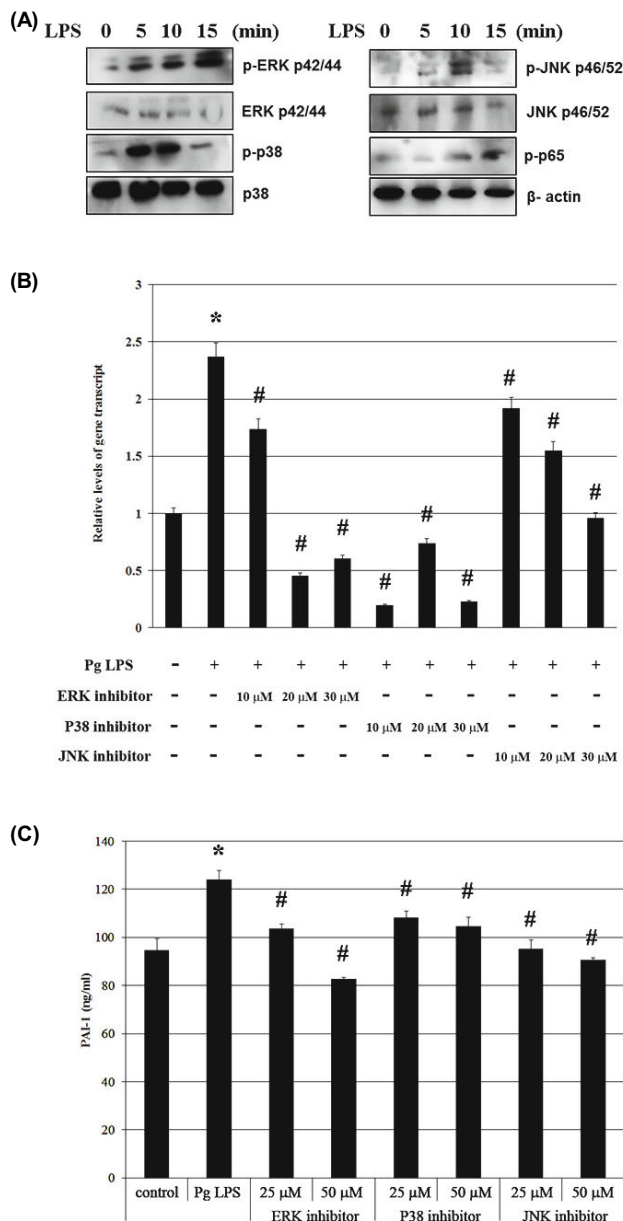 (A)
LPS 0 5 10 15 (min)
p-ERK p42/44
ERK p42/44
p-p38
p38
LPS 0 5 10 15 (min)
p-JNK p46/52
JNK p46/52
p-p65
β- actin
(B)
Relative levels of gene transcript
3
2.5
2
1.5
1
0.5
0
* # # # # # # # # #
Pg LPS - + + + + + + + + + +
ERK inhibitor - - 10 μM 20 μM 30 μM - - - - - -
P38 inhibitor - - - - - 10 μM 20 μM 30 μM - - -
JNK inhibitor - - - - - - - - 10 μM 20 μM 30 μM
(C)
PAI-1 (ng/ml)
140
120
100
80
60
40
20
0
* # # # # # #
control Pg LPS 25 μM 50 μM 25 μM 50 μM 25 μM 50 μM
ERK inhibitor P38 inhibitor JNK inhibitor